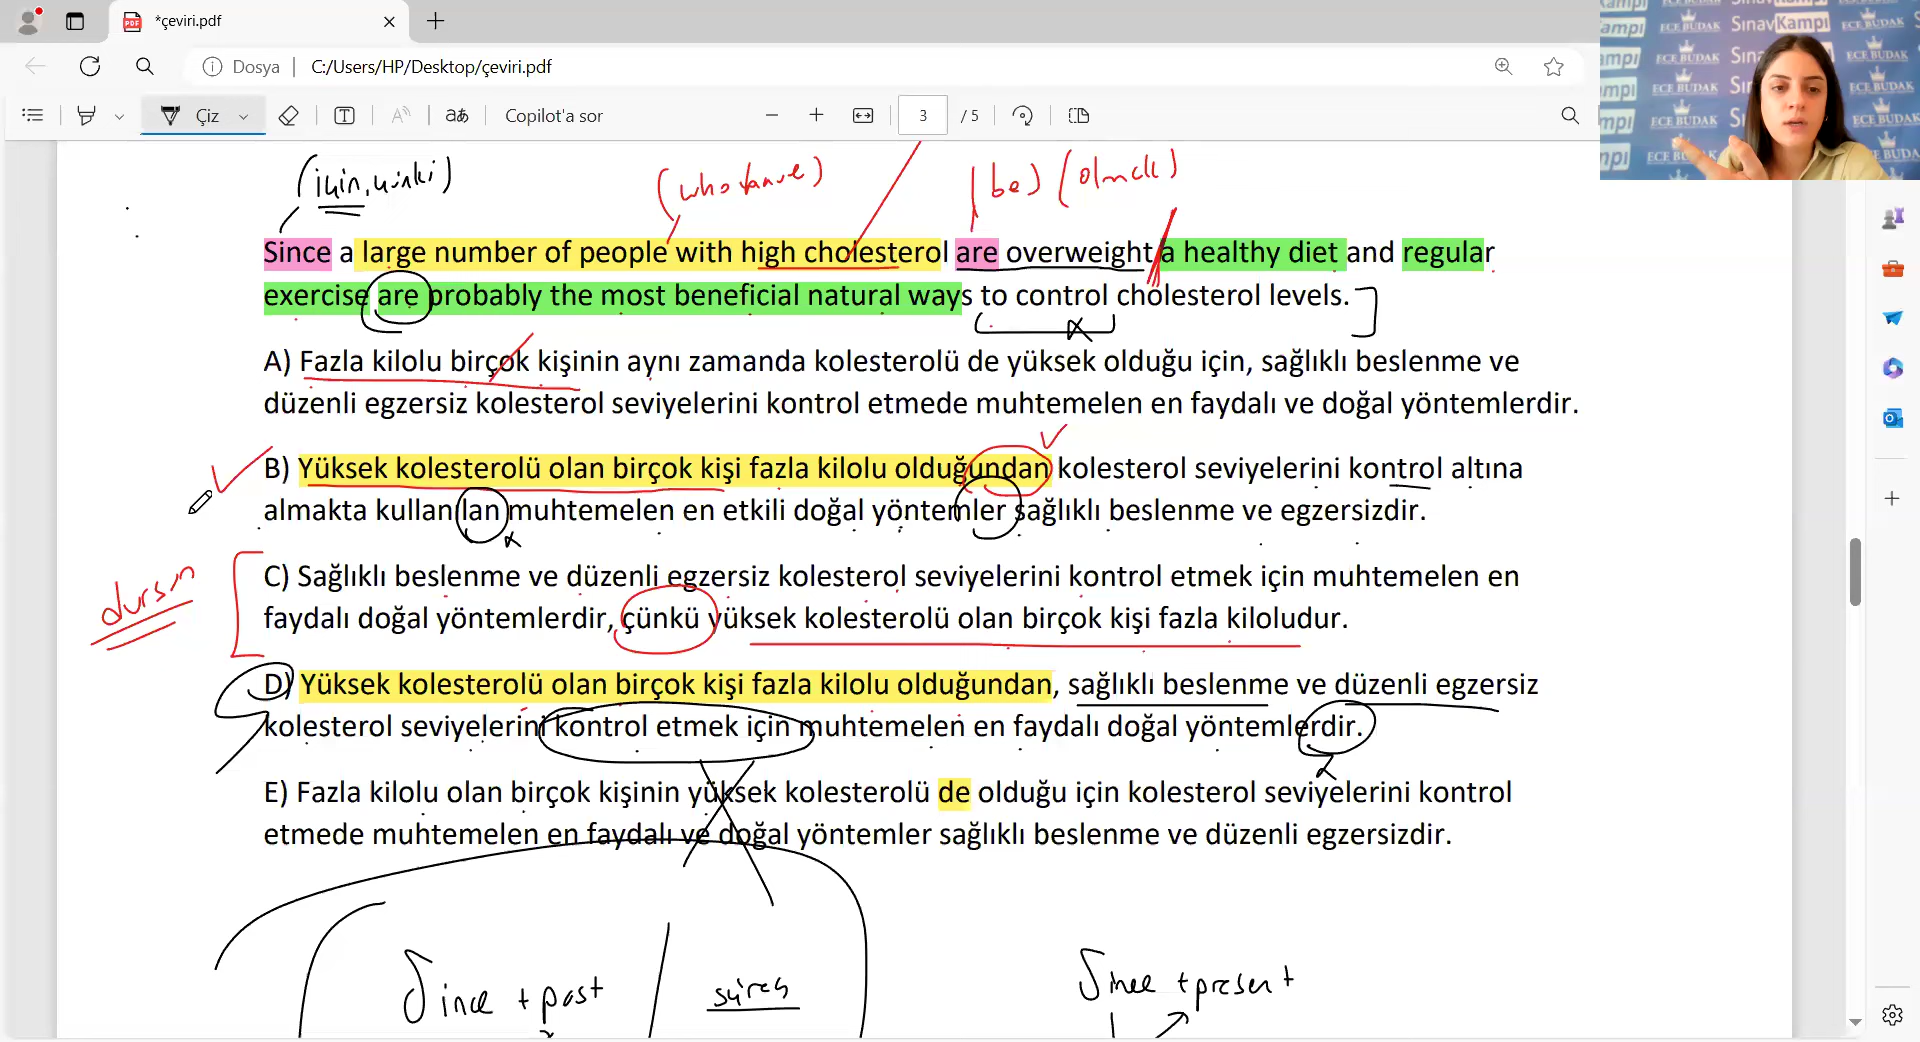 *çeviri.pdf
Dosya | C:/Users/HP/Desktop/çeviri.pdf
Çiz
T
aあ
Copilot'a sor
3 / 5
SınavKampı ECE BUDAK
(için, çünkü)
(who have)
(be) (olmak)
Since a large number of people with high cholesterol are overweight a healthy diet and regular
exercise are probably the most beneficial natural ways to control cholesterol levels.
A) Fazla kilolu birçok kişinin aynı zamanda kolesterolü de yüksek olduğu için, sağlıklı beslenme ve
düzenli egzersiz kolesterol seviyelerini kontrol etmede muhtemelen en faydalı ve doğal yöntemlerdir.
B) Yüksek kolesterolü olan birçok kişi fazla kilolu olduğundan kolesterol seviyelerini kontrol altına
almakta kullanılan muhtemelen en etkili doğal yöntemler sağlıklı beslenme ve egzersizdir.
dursun
C) Sağlıklı beslenme ve düzenli egzersiz kolesterol seviyelerini kontrol etmek için muhtemelen en
faydalı doğal yöntemlerdir, çünkü yüksek kolesterolü olan birçok kişi fazla kiloludur.
D) Yüksek kolesterolü olan birçok kişi fazla kilolu olduğundan, sağlıklı beslenme ve düzenli egzersiz
kolesterol seviyelerini kontrol etmek için muhtemelen en faydalı doğal yöntemlerdir.
E) Fazla kilolu olan birçok kişinin yüksek kolesterolü de olduğu için kolesterol seviyelerini kontrol
etmede muhtemelen en faydalı ve doğal yöntemler sağlıklı beslenme ve düzenli egzersizdir.
Since + past
süreç
Since + present